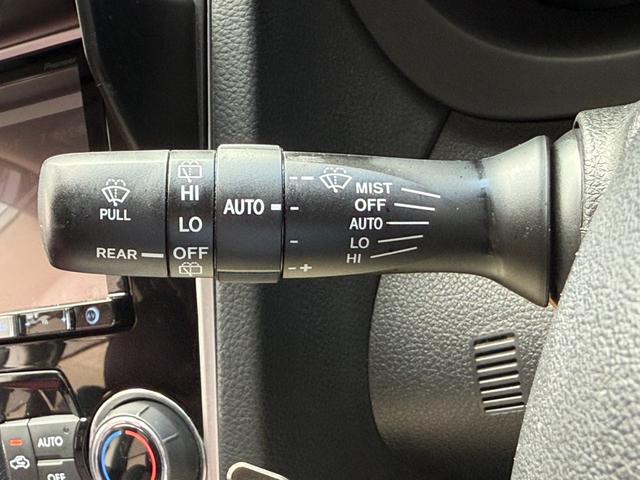 PULL
REAR
HI
LO
OFF
AUTO
- -
-
-
- +
MIST
OFF
AUTO
LO
HI
AUTO
OFF